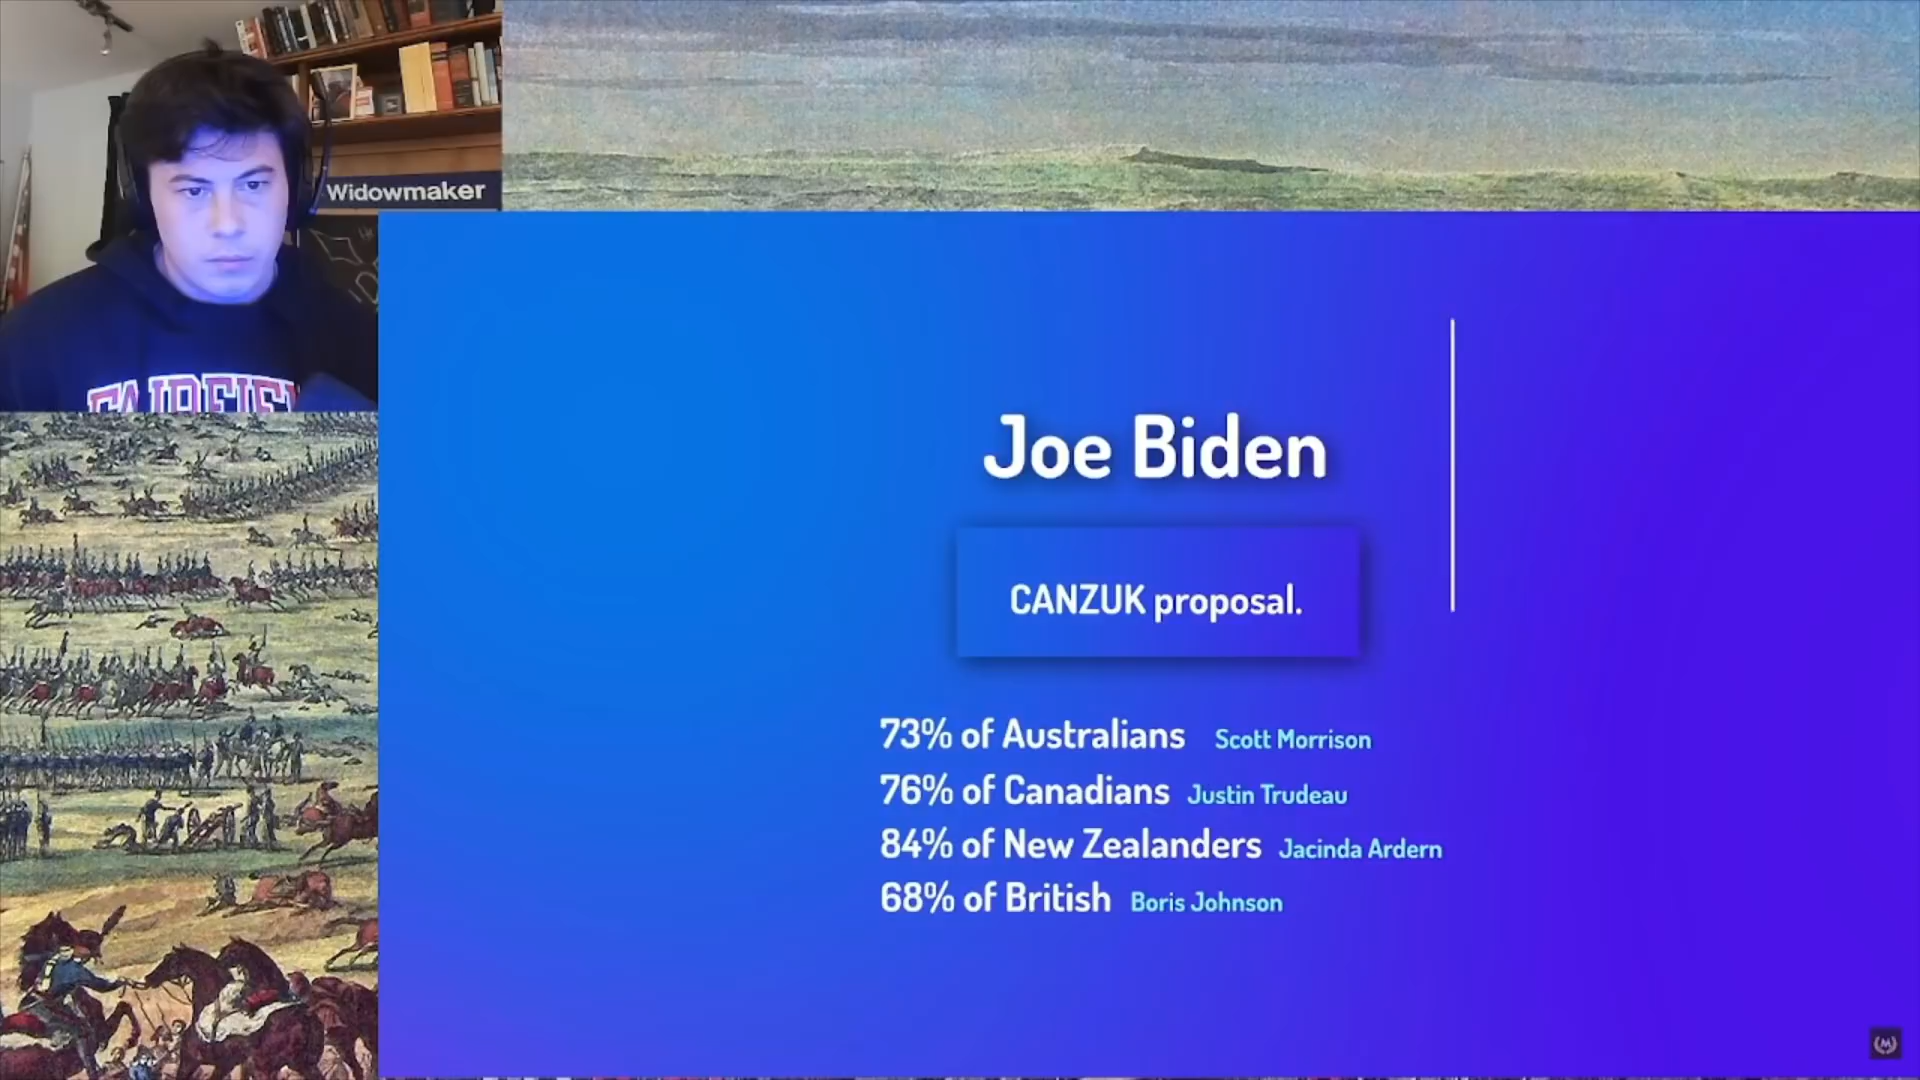 Widowmaker
Joe Biden
CANZUK proposal.
73% of Australians Scott Morrison
76% of Canadians Justin Trudeau
84% of New Zealanders Jacinda Ardern
68% of British Boris Johnson